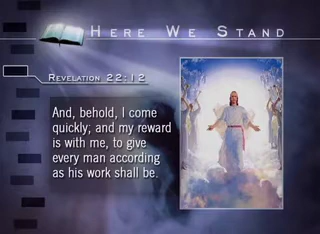 HERE WE STAND
REVELATION 22:12
And, behold, I come
quickly; and my reward
is with me, to give
every man according
as his work shall be.